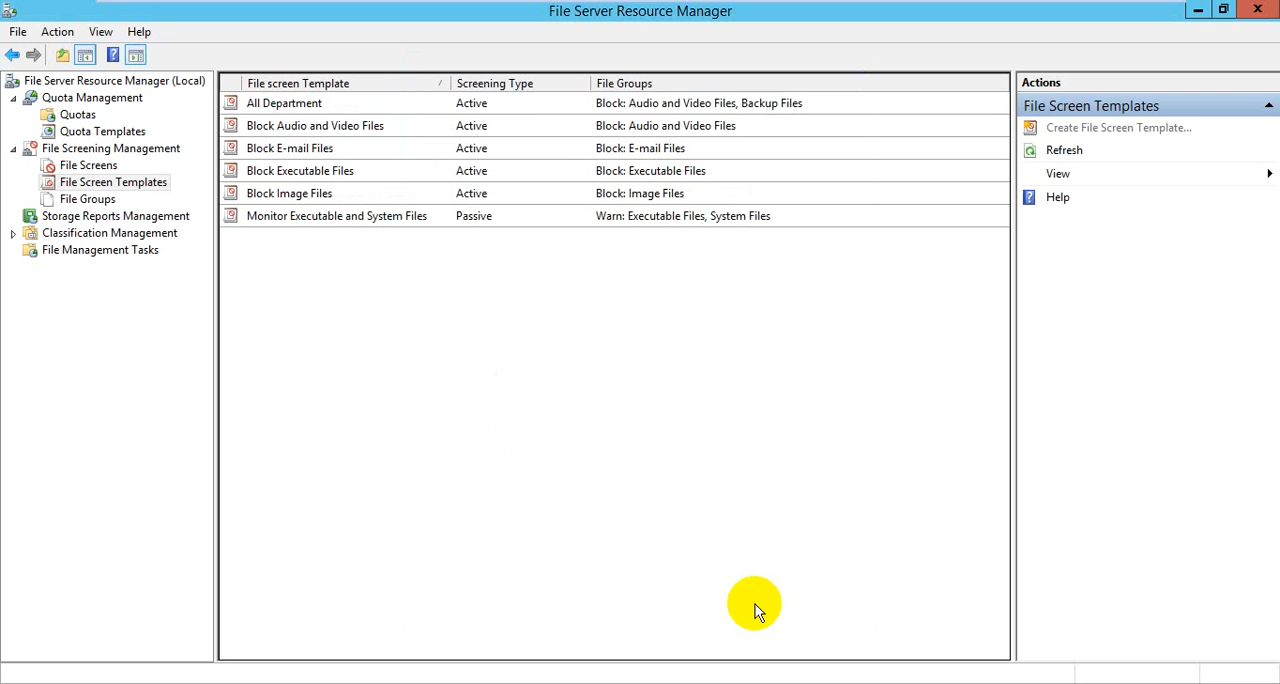 File Server Resource Manager
File Action View Help
File Server Resource Manager (Local)
Quota Management
Quotas
Quota Templates
File Screening Management
File Screens
File Screen Templates
File Groups
Storage Reports Management
Classification Management
File Management Tasks
File screen Template Screening Type File Groups
All Department Active Block: Audio and Video Files, Backup Files
Block Audio and Video Files Active Block: Audio and Video Files
Block E-mail Files Active Block: E-mail Files
Block Executable Files Active Block: Executable Files
Block Image Files Active Block: Image Files
Monitor Executable and System Files Passive Warn: Executable Files, System Files
Actions
File Screen Templates
Create File Screen Template...
Refresh
View
Help